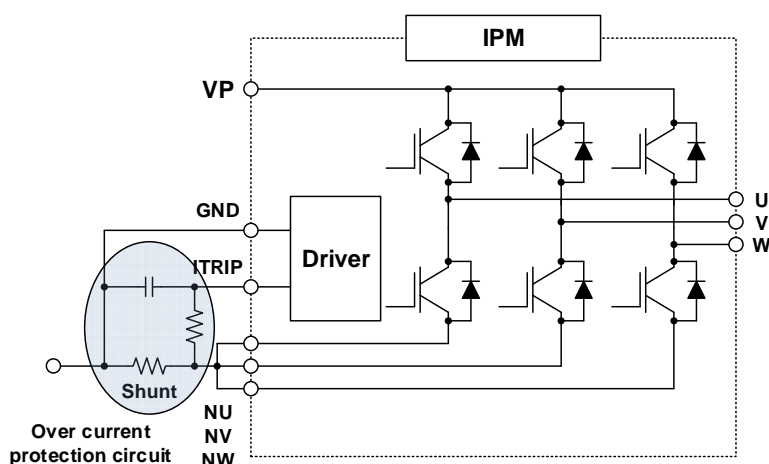 IPM
VP
GND
Driver
ITRIP
U
V
W
Shunt
NU
NV
NW
Over current
protection circuit